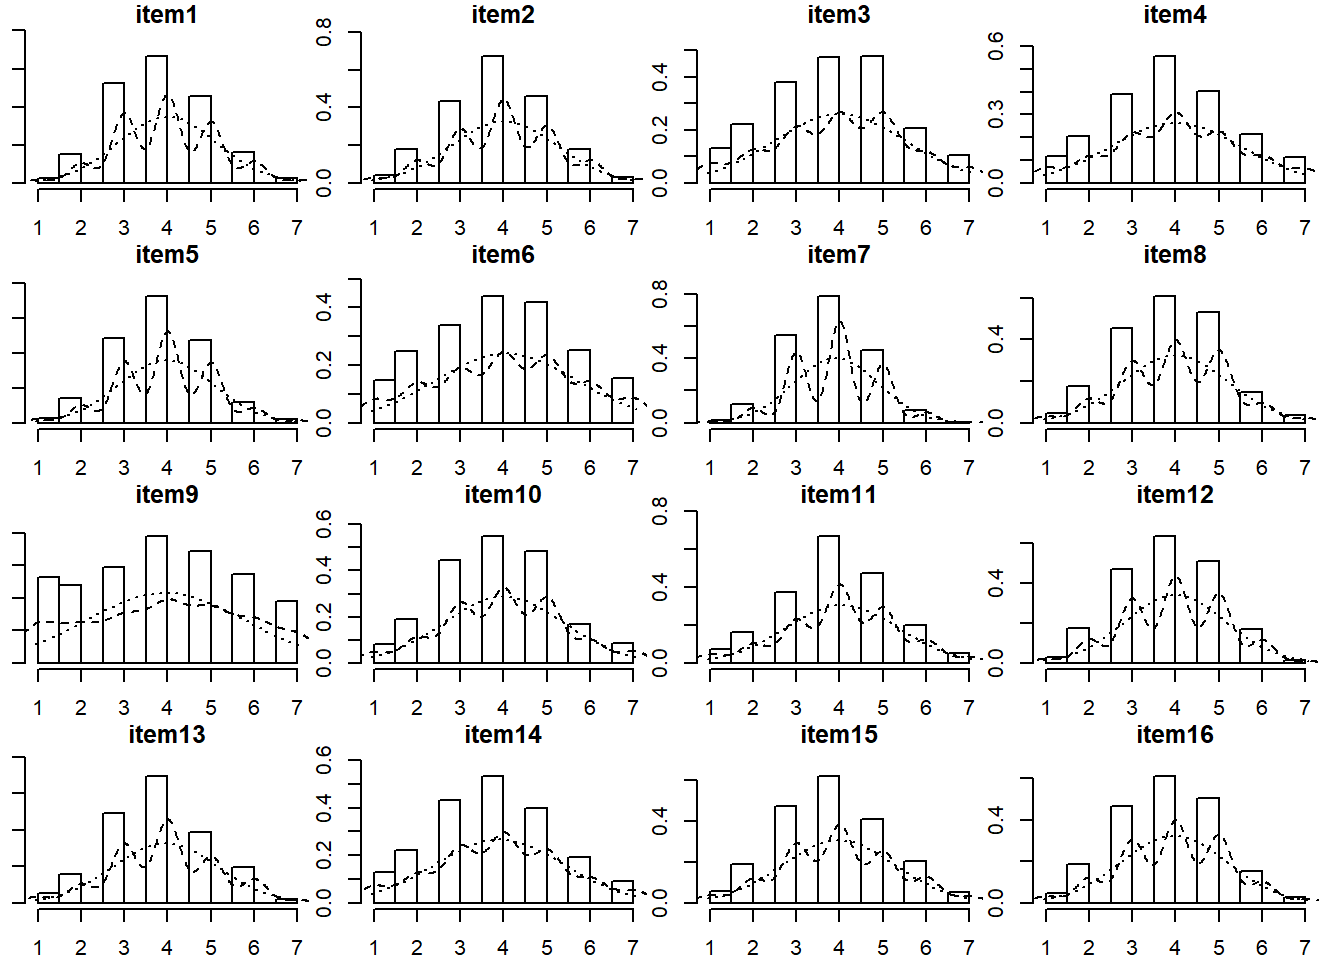 item1 item2 item3 item4
0.0 0.4 0.8 0.0 0.2 0.4 0.0 0.3 0.6
1 2 3 4 5 6 7 1 2 3 4 5 6 7 1 2 3 4 5 6 7 1 2 3 4 5 6 7
item5 item6 item7 item8
0.0 0.2 0.4 0.0 0.4 0.8 0.0 0.4
1 2 3 4 5 6 7 1 2 3 4 5 6 7 1 2 3 4 5 6 7 1 2 3 4 5 6 7
item9 item10 item11 item12
0.0 0.2 0.4 0.6 0.0 0.4 0.8 0.0 0.4
1 2 3 4 5 6 7 1 2 3 4 5 6 7 1 2 3 4 5 6 7 1 2 3 4 5 6 7
item13 item14 item15 item16
0.0 0.2 0.4 0.6 0.0 0.4 0.0 0.4
1 2 3 4 5 6 7 1 2 3 4 5 6 7 1 2 3 4 5 6 7 1 2 3 4 5 6 7